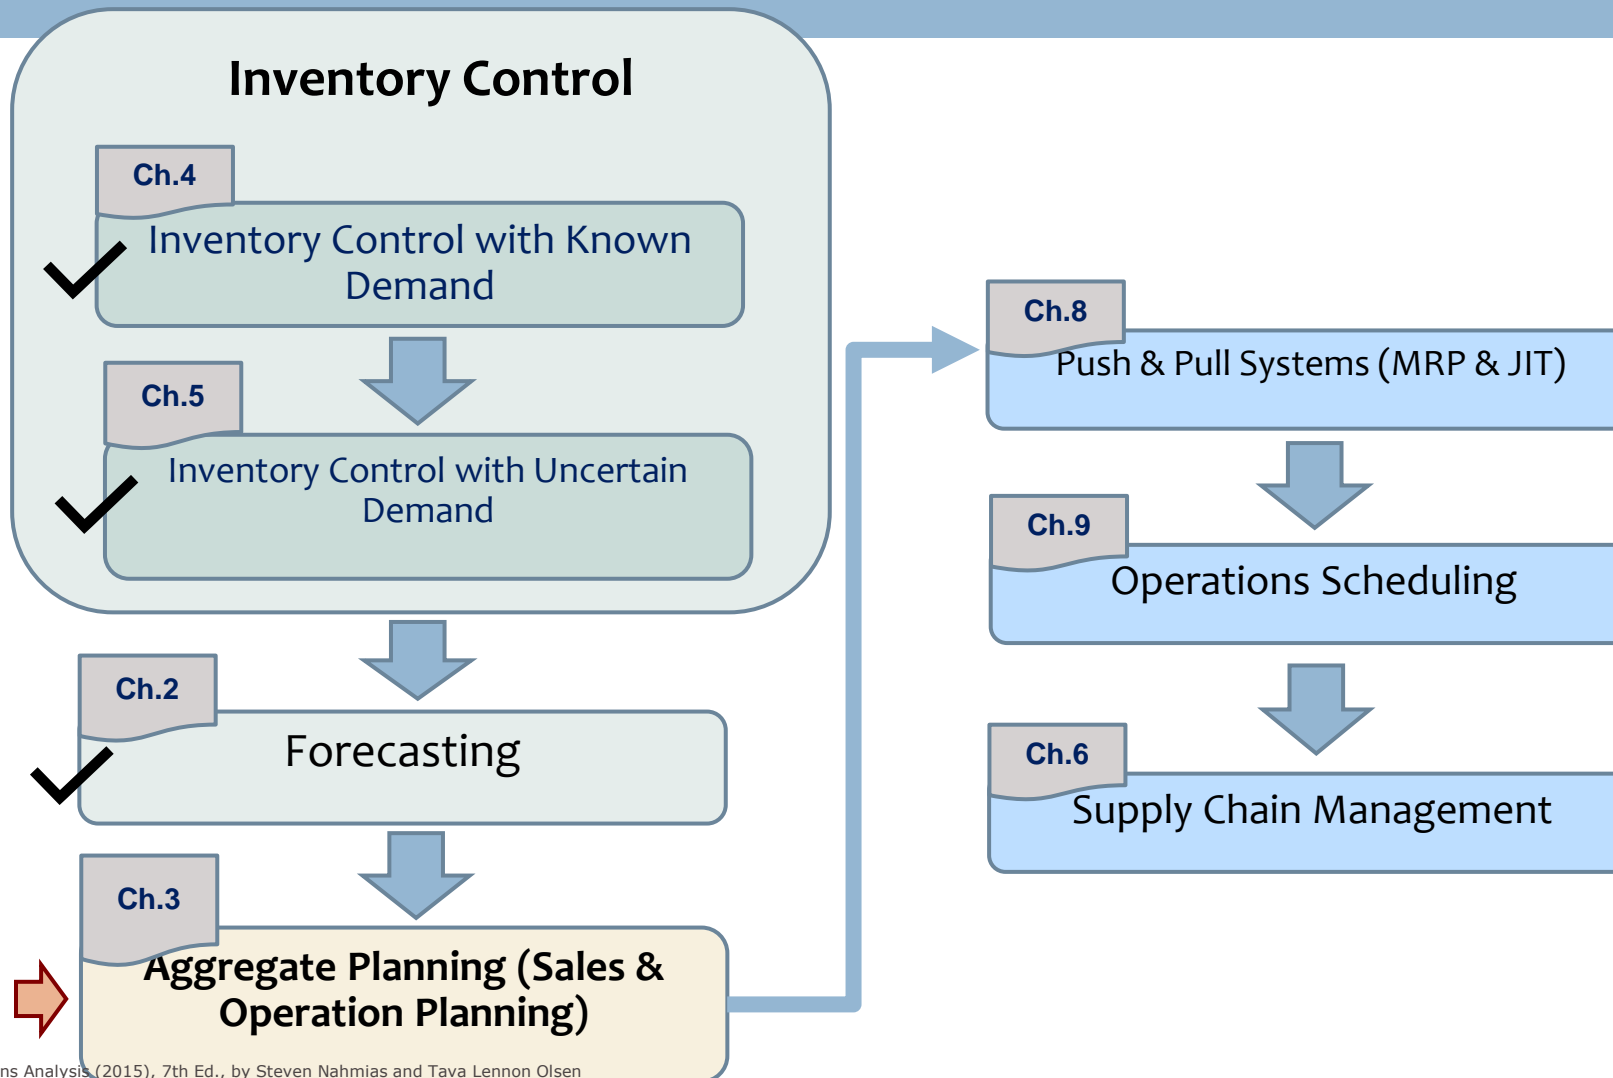 Inventory Control
Ch.4
Inventory Control with Known
Demand
Ch.5
Inventory Control with Uncertain
Demand
Ch.2
Forecasting
Ch.3
Aggregate Planning (Sales &
Operation Planning)
Ch.8
Push & Pull Systems (MRP & JIT)
Ch.9
Operations Scheduling
Ch.6
Supply Chain Management
ns Analysis (2015), 7th Ed., by Steven Nahmias and Tava Lennon Olsen